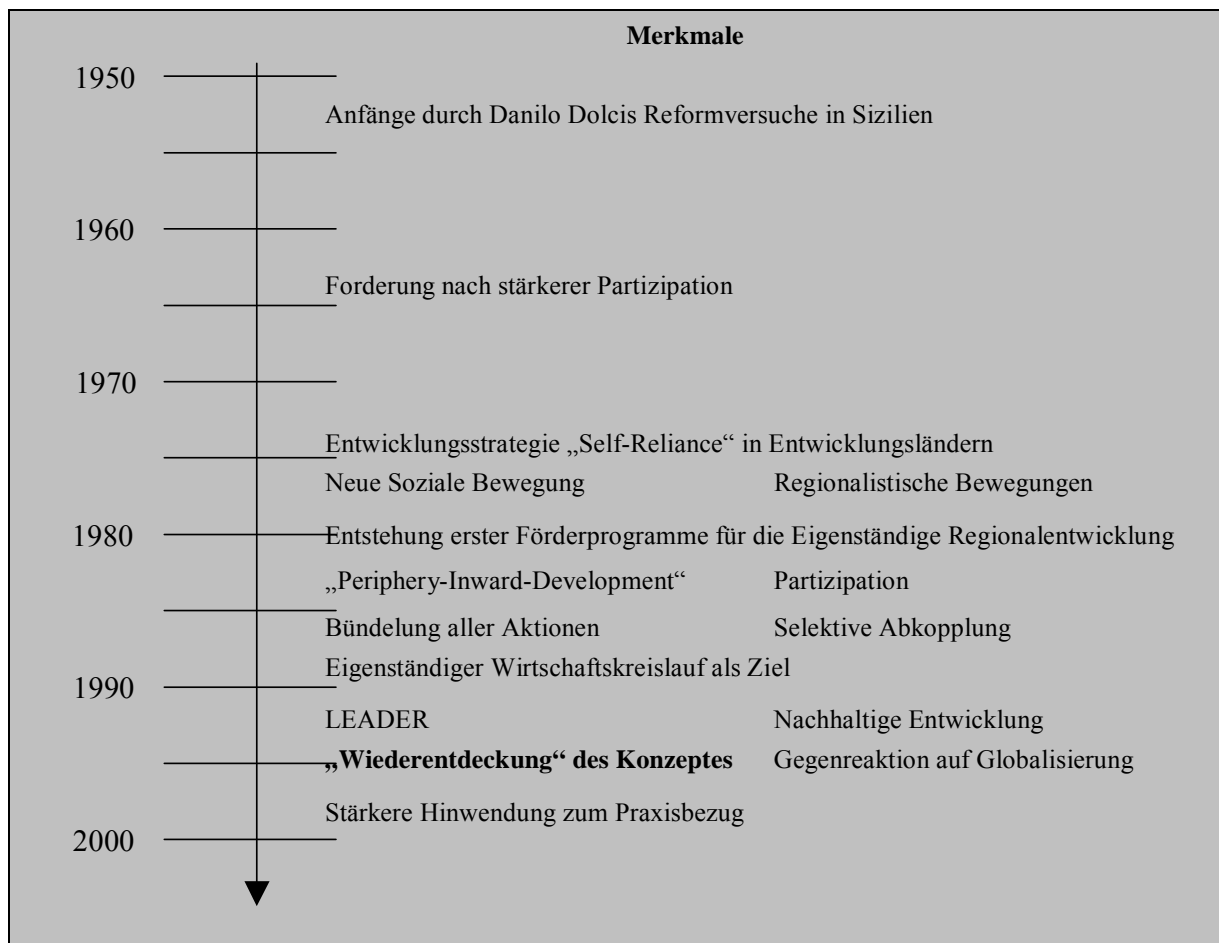 Merkmale
1950
Anfänge durch Danilo Dolcis Reformversuche in Sizilien
1960
Forderung nach stärkerer Partizipation
1970
Entwicklungsstrategie „Self-Reliance“ in Entwicklungsländern
Neue Soziale Bewegung Regionalistische Bewegungen
1980 Entstehung erster Förderprogramme für die Eigenständige Regionalentwicklung
„Periphery-Inward-Development“ Partizipation
Bündelung aller Aktionen Selektive Abkopplung
Eigenständiger Wirtschaftskreislauf als Ziel
1990
LEADER Nachhaltige Entwicklung
„Wiederentdeckung“ des Konzeptes Gegenreaktion auf Globalisierung
Stärkere Hinwendung zum Praxisbezug
2000